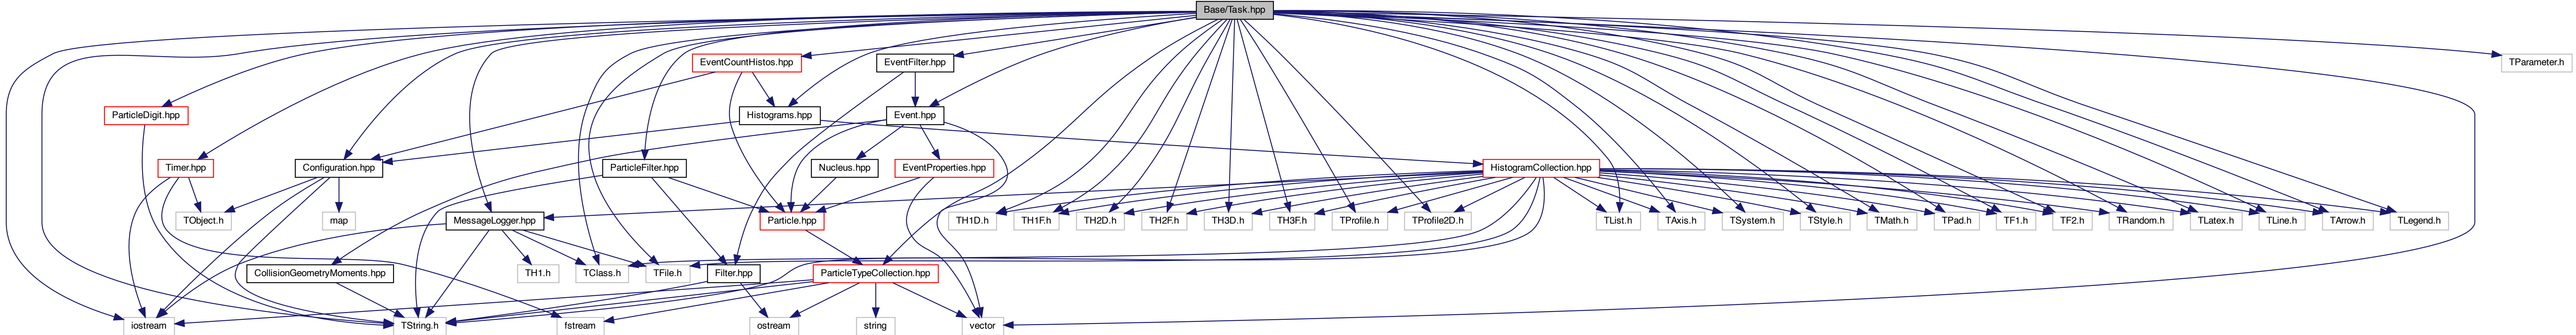 Base/Task.hpp
EventCountHistos.hpp
EventFilter.hpp
TParameter.h
ParticleDigit.hpp
Histograms.hpp
Event.hpp
Timer.hpp
Configuration.hpp
ParticleFilter.hpp
Nucleus.hpp
EventProperties.hpp
HistogramCollection.hpp
TObject.h
map
MessageLogger.hpp
Particle.hpp
TH1D.h
TH1F.h
TH2D.h
TH2F.h
TH3D.h
TH3F.h
TProfile.h
TProfile2D.h
TList.h
TAxis.h
TSystem.h
TStyle.h
TMath.h
TPad.h
TF1.h
TF2.h
TRandom.h
TLatex.h
TLine.h
TArrow.h
TLegend.h
CollisionGeometryMoments.hpp
TH1.h
TClass.h
TFile.h
Filter.hpp
ParticleTypeCollection.hpp
iostream
TString.h
fstream
ostream
string
vector